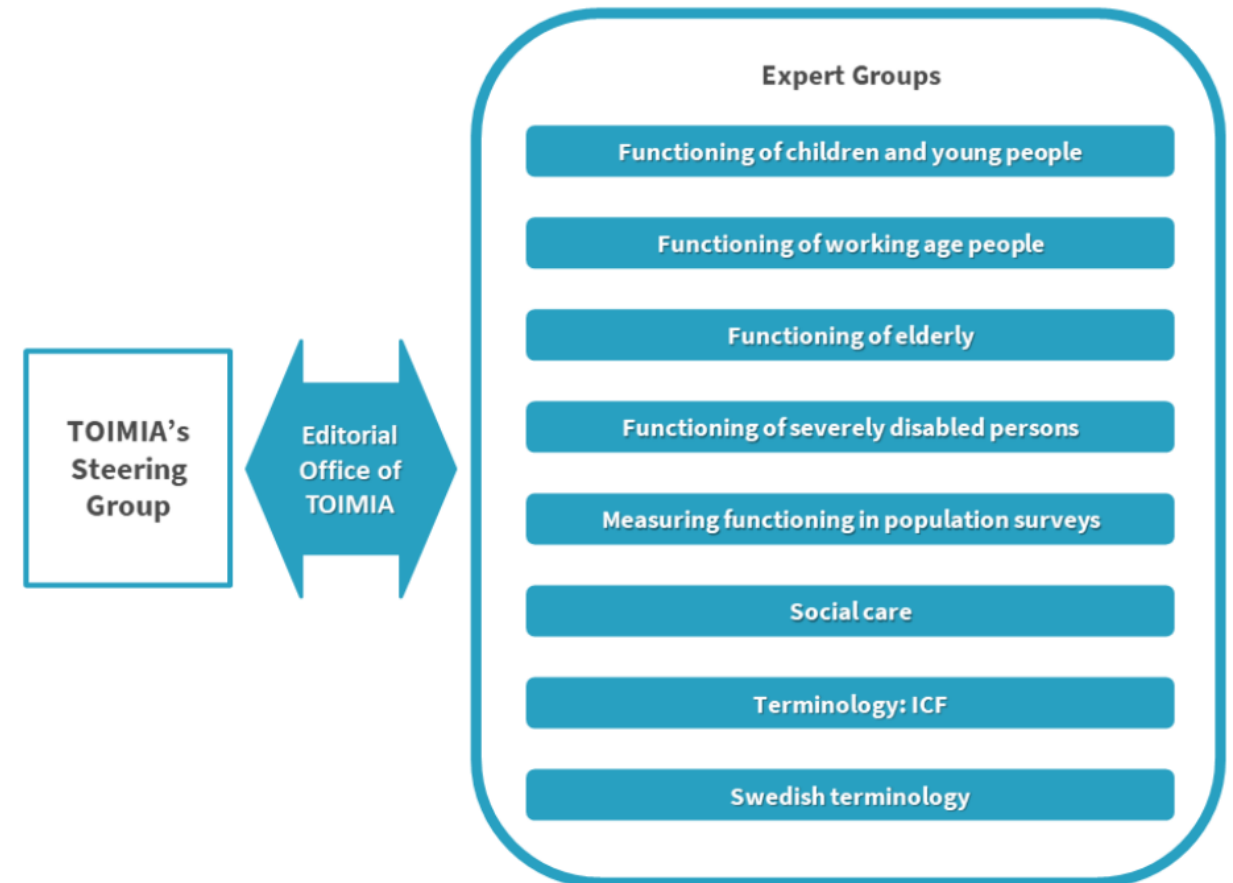 Expert Groups
Functioning of children and young people
Functioning of working age people
Functioning of elderly
Functioning of severely disabled persons
Measuring functioning in population surveys
Social care
Terminology: ICF
Swedish terminology
TOIMIA's
Steering
Group
Editorial
Office of
TOIMIA